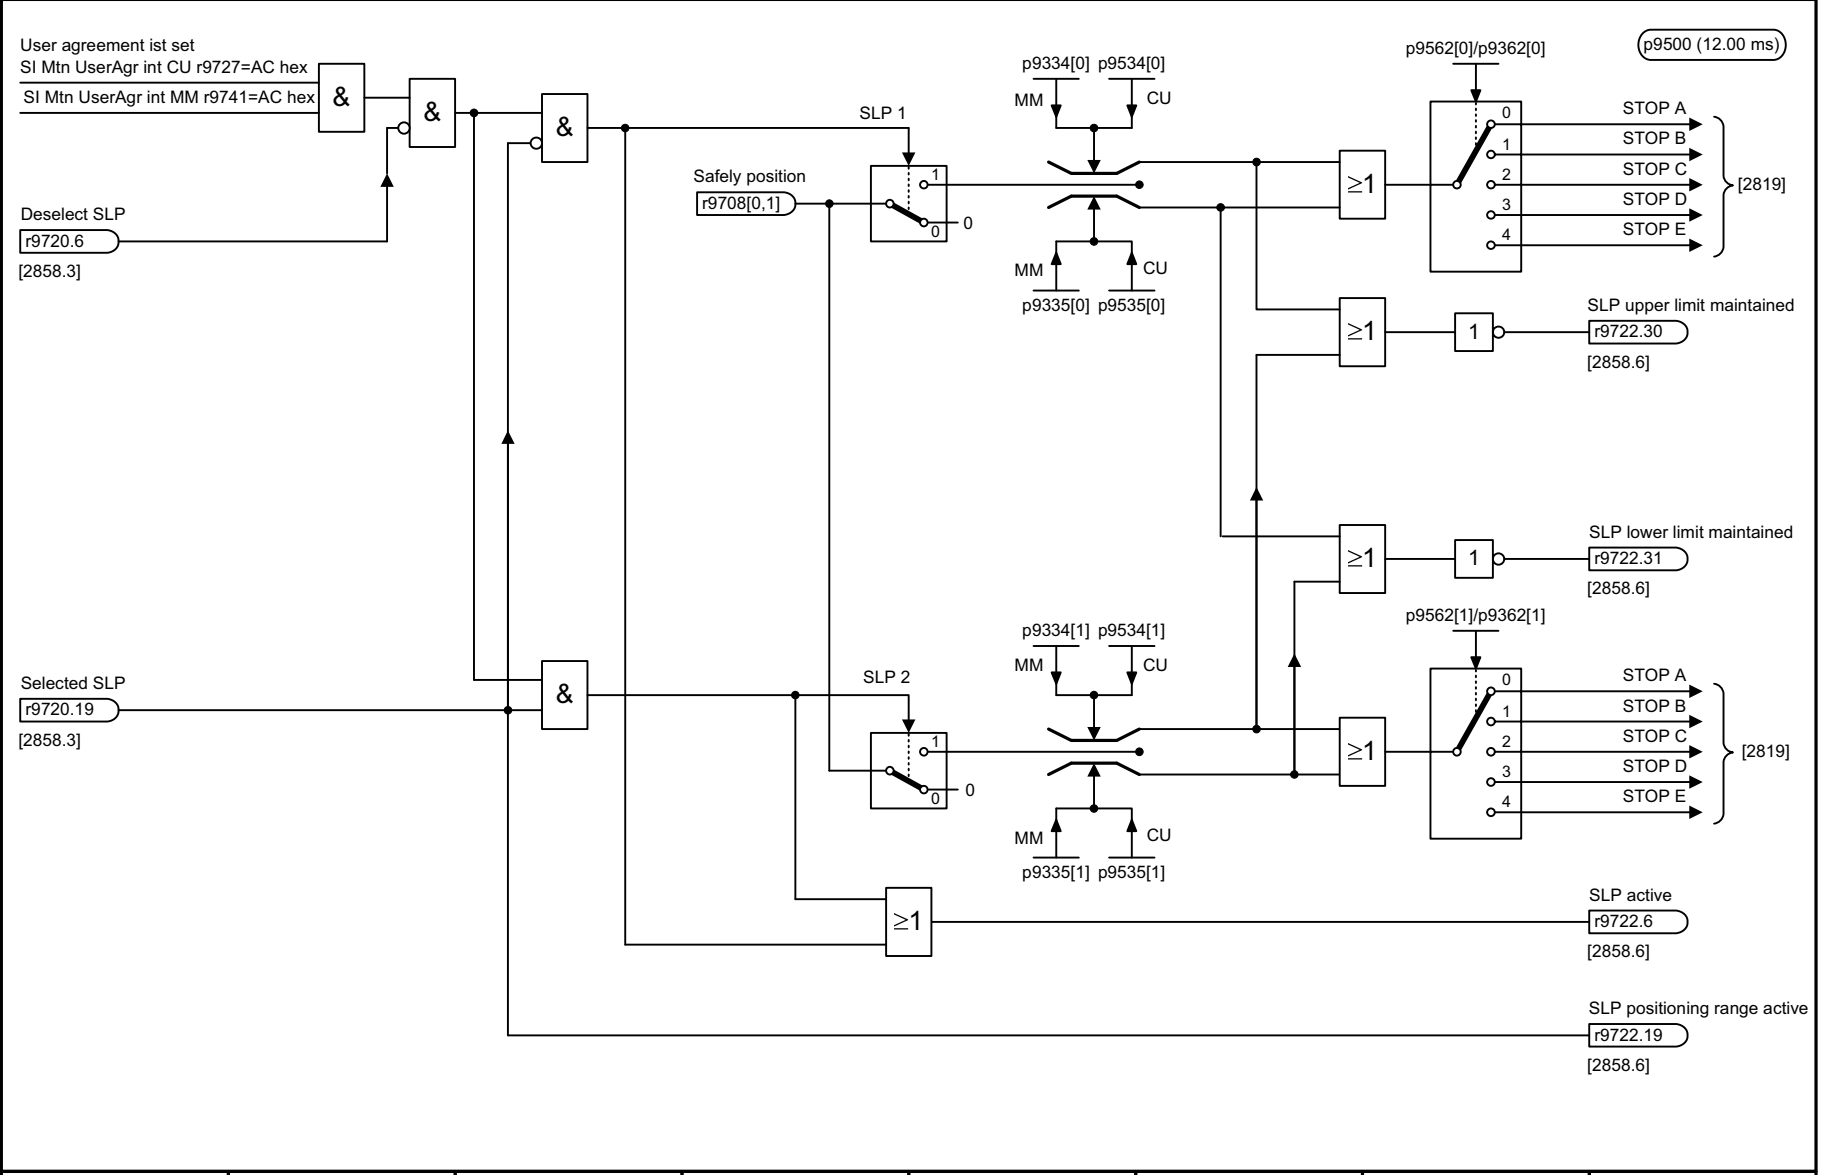 User agreement ist set
SI Mtn UserAgr int CU r9727=AC hex
SI Mtn UserAgr int MM r9741=AC hex
&
&
&
Deselect SLP
r9720.6
[2858.3]
SLP 1
Safely position
r9708[0,1]
1
0
0
p9334[0] p9534[0]
MM
CU
MM
CU
p9335[0] p9535[0]
≥1
p9562[0]/p9362[0]
p9500 (12.00 ms)
0
STOP A
1
STOP B
2
STOP C
3
STOP D
4
STOP E
[2819]
≥1
1
SLP upper limit maintained
r9722.30
[2858.6]
≥1
1
SLP lower limit maintained
r9722.31
[2858.6]
Selected SLP
r9720.19
[2858.3]
&
SLP 2
1
0
0
p9334[1] p9534[1]
MM
CU
MM
CU
p9335[1] p9535[1]
≥1
p9562[1]/p9362[1]
0
STOP A
1
STOP B
2
STOP C
3
STOP D
4
STOP E
[2819]
≥1
SLP active
r9722.6
[2858.6]
SLP positioning range active
r9722.19
[2858.6]